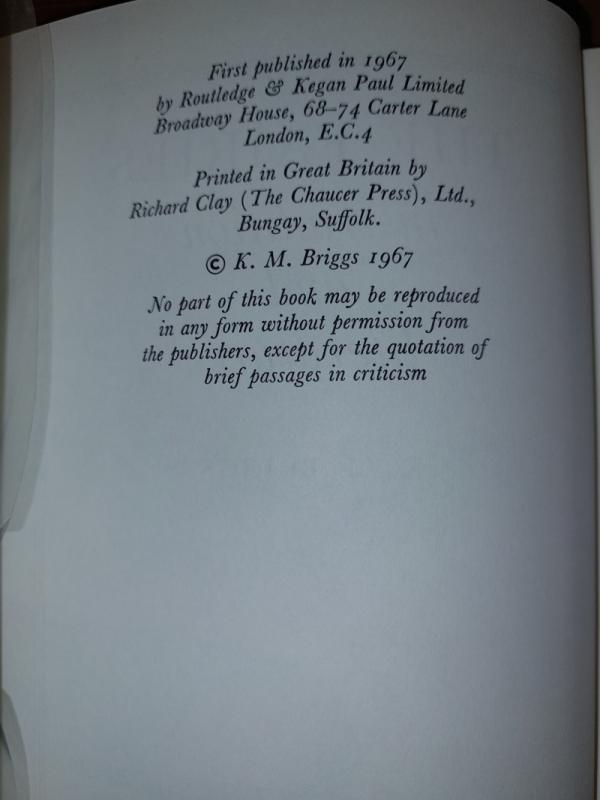 First published in 1967
by Routledge & Kegan Paul Limited
Broadway House, 68–74 Carter Lane
London, E.C.4
Printed in Great Britain by
Richard Clay (The Chaucer Press), Ltd.,
Bungay, Suffolk.
© K. M. Briggs 1967
No part of this book may be reproduced
in any form without permission from
the publishers, except for the quotation of
brief passages in criticism